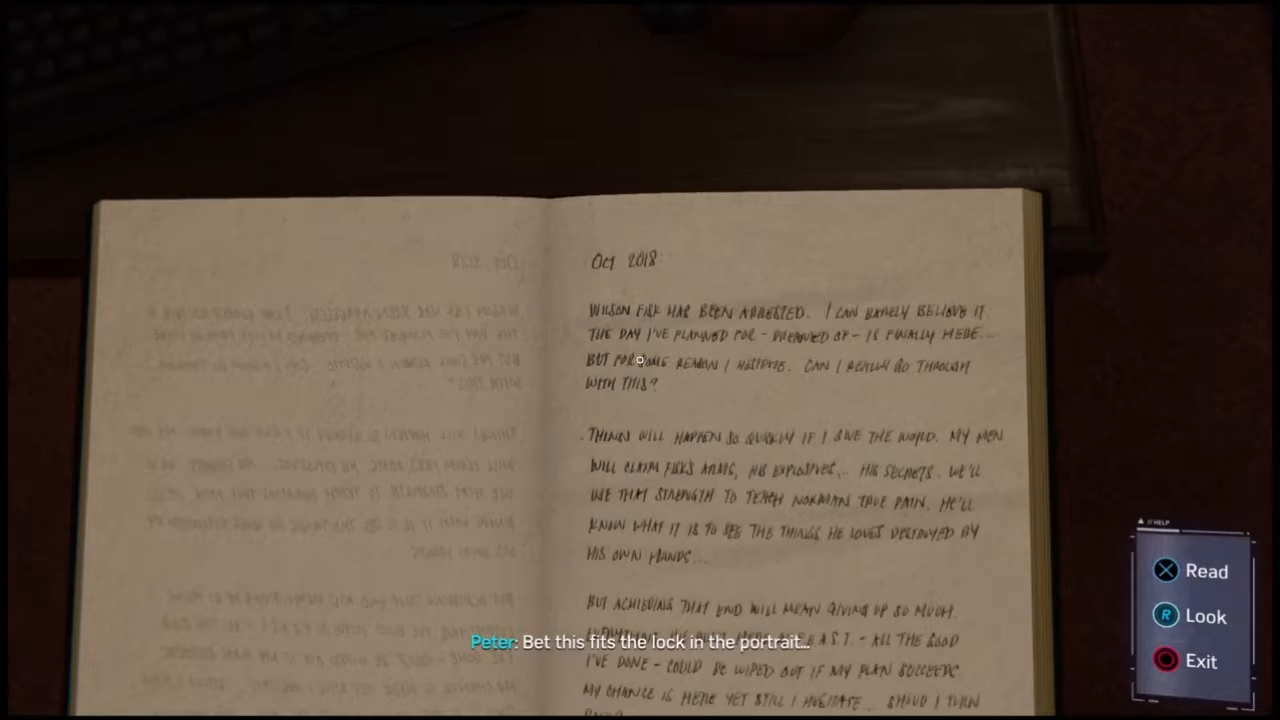 Oct 2018
WILSON FISK HAS BEEN ARRESTED. I CAN BARELY BELIEVE IT.
THE DAY I'VE PLANNED FOR - DREAMED OF - IS FINALLY HERE...
BUT FOR SOME REASON I HESITATE. CAN I REALLY GO THROUGH
WITH THIS?
THINGS WILL HAPPEN SO QUICKLY IF I GIVE THE WORD. MY MEN
WILL CLAIM FISK'S ARMS, HIS EXPLOSIVES... HIS SECRETS. WE'LL
USE THAT STRENGTH TO TEACH NORMAN TRUE PAIN. HE'LL
KNOW WHAT IT IS TO SEE THE THINGS HE LOVES DESTROYED BY
HIS OWN HANDS...
BUT ACHIEVING THAT END WILL MEAN GIVING UP SO MUCH.
F.E.A.S.T. - ALL THE GOOD
Peter: Bet this fits the lock in the portrait...
I'VE DONE - COULD BE WIPED OUT IF MY PLAN SUCCEEDS.
MY CHANCE IS HERE YET STILL I HESITATE... SHOULD I TURN
HELP
Read
R Look
Exit